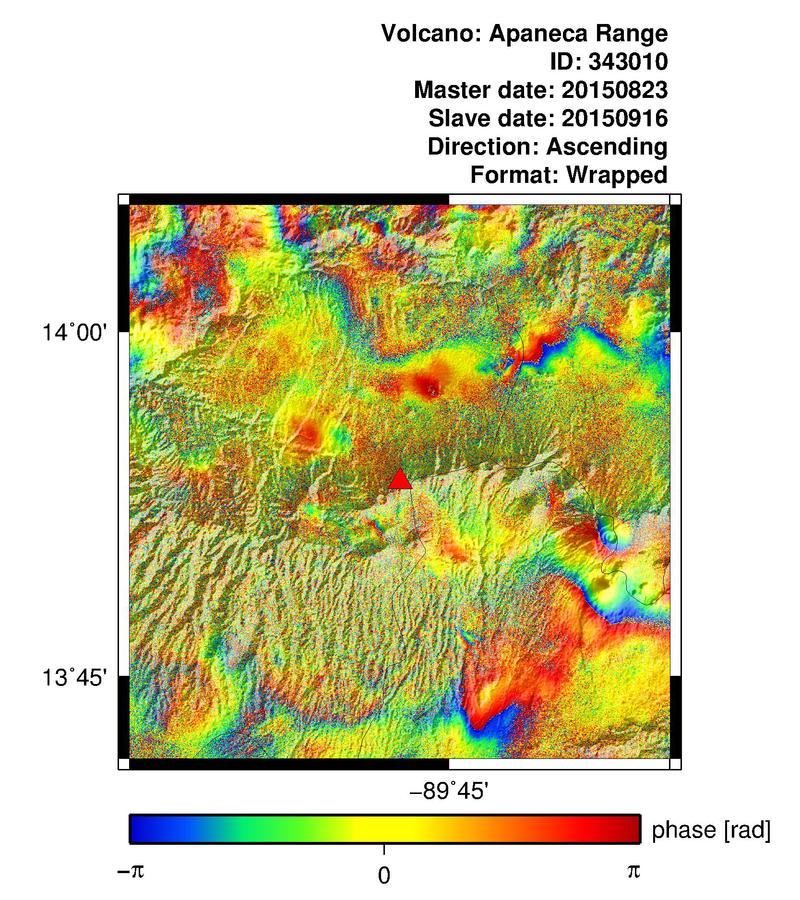 Volcano: Apaneca Range
ID: 343010
Master date: 20150823
Slave date: 20150916
Direction: Ascending
Format: Wrapped
14°00'
13°45'
−89°45'
phase [rad]
−π
0
π